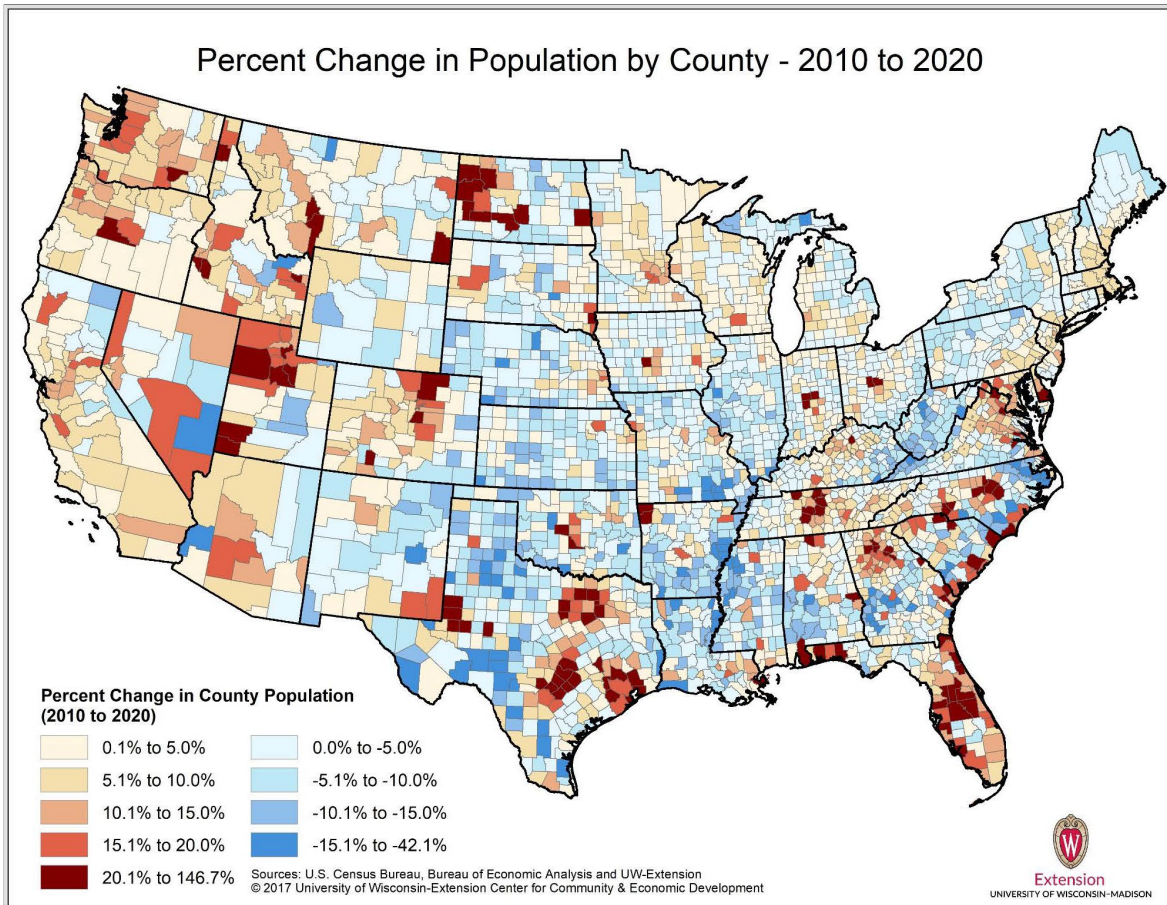 Percent Change in Population by County - 2010 to 2020
Percent Change in County Population
(2010 to 2020)
0.1% to 5.0%
5.1% to 10.0%
10.1% to 15.0%
15.1% to 20.0%
20.1% to 146.7%
0.0% to -5.0%
-5.1% to -10.0%
-10.1% to -15.0%
-15.1% to -42.1%
Sources: U.S. Census Bureau, Bureau of Economic Analysis and UW-Extension
© 2017 University of Wisconsin-Extension Center for Community & Economic Development
W
Extension
UNIVERSITY OF WISCONSIN–MADISON